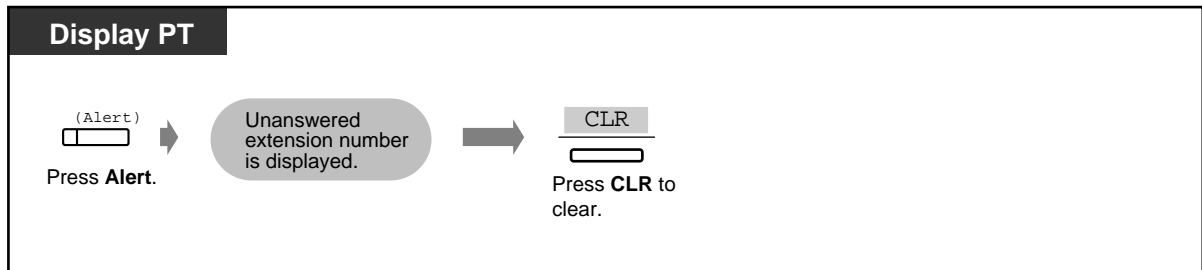 Display PT
(Alert)
Press Alert.
Unanswered
extension number
is displayed.
CLR
Press CLR to
clear.